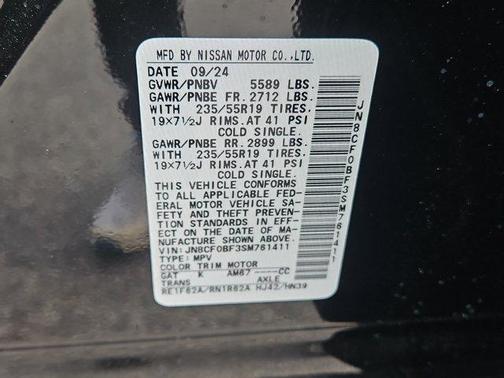 MFD BY NISSAN MOTOR CO.,LTD.
DATE 09/24
GVWR/PNBV 5589 LBS.
GAWR/PNBE FR. 2712 LBS.
WITH 235/55R19 TIRES.
19×7½J RIMS.AT 41 PSI
COLD SINGLE.
GAWR/PNBE RR. 2899 LBS.
WITH 235/55R19 TIRES.
19×7½J RIMS.AT 41 PSI
COLD SINGLE.
THIS VEHICLE CONFORMS
TO ALL APPLICABLE FED-
ERAL MOTOR VEHICLE SA-
FETY AND THEFT PREVEN-
TION STANDARDS IN EFF-
ECT ON THE DATE OF MA-
NUFACTURE SHOWN ABOVE.
VIN:JN8CF0BF3SM761411
TYPE: MPV
COLOR TRIM MOTOR
GAT K AM67 ----CC
TRANS AXLE
RE1F62A/RN1R62A HJ42/HN39
JN8CF0BF3SM761411